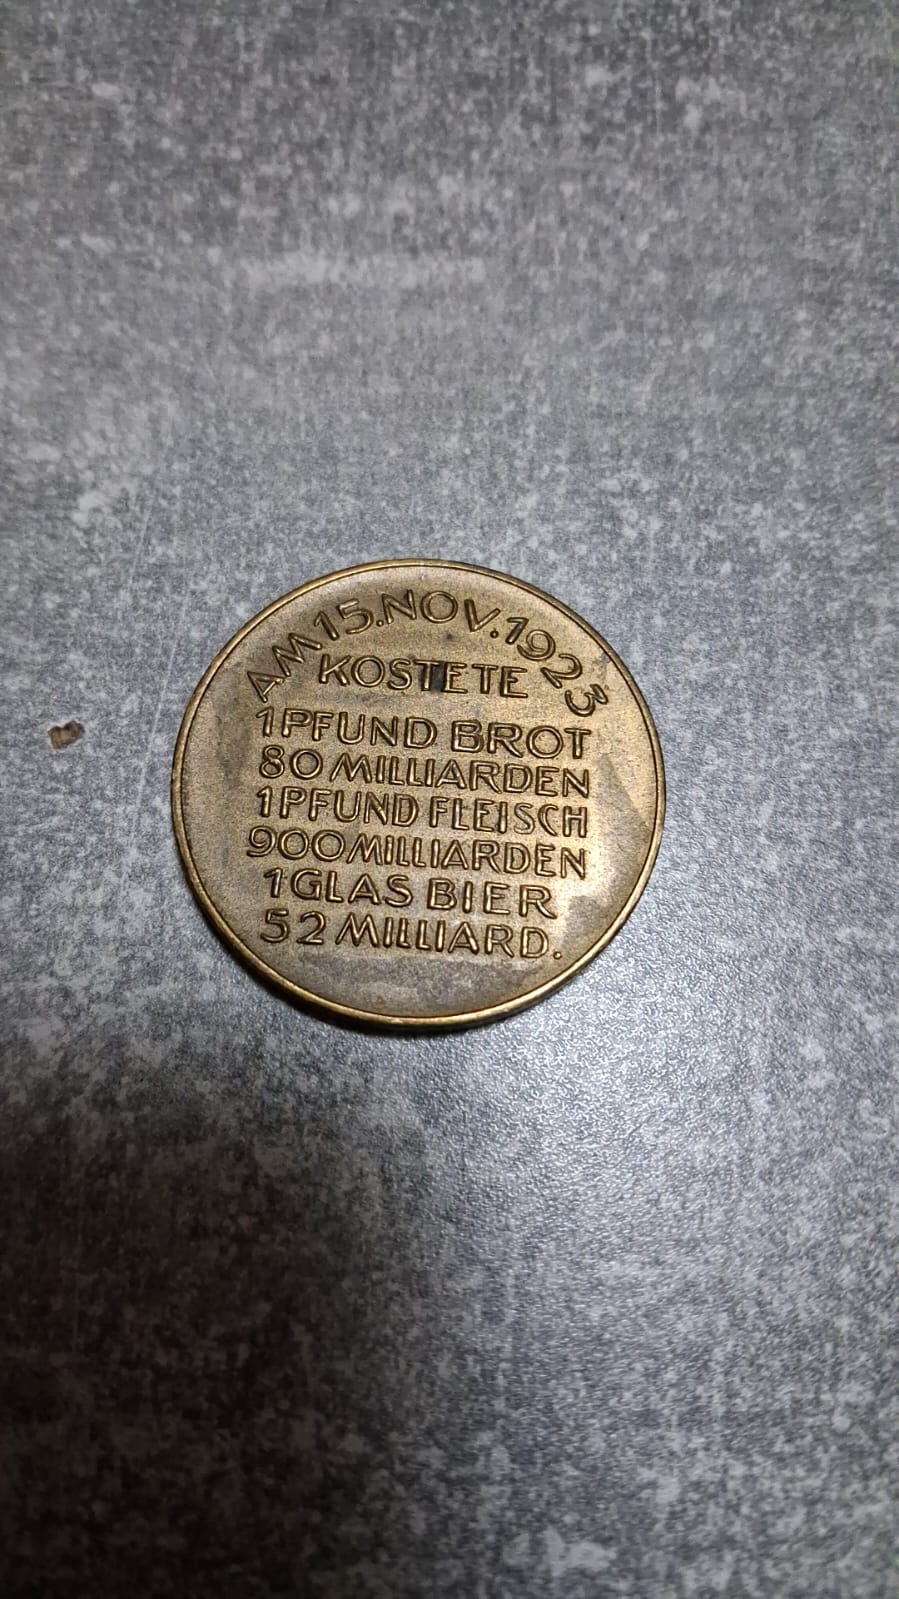 AM 15. NOV. 1923
KOSTETE
1 PFUND BROT
80 MILLIARDEN
1 PFUND FLEISCH
900 MILLIARDEN
1 GLAS BIER
52 MILLIARD.